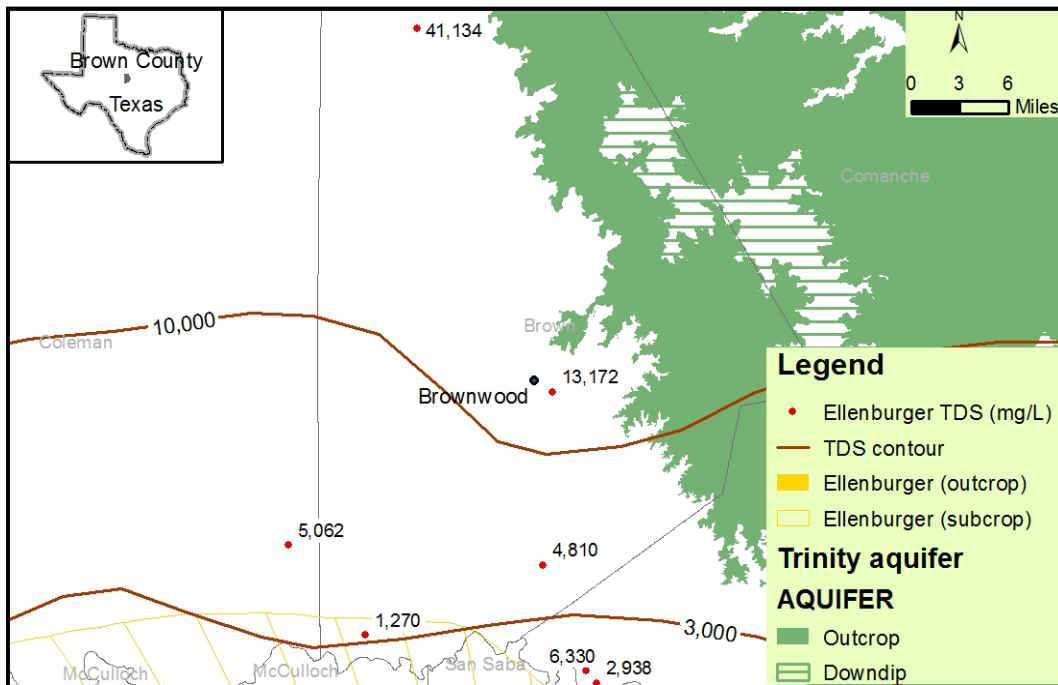 Brown County
Texas
41,134
N
0 3 6
Miles
Comanche
10,000
Coleman
Brown
13,172
Brownwood
5,062
4,810
1,270
3,000
McCulloch
McCulloch
San Saba
6,330
2,938
Legend
Ellenburger TDS (mg/L)
TDS contour
Ellenburger (outcrop)
Ellenburger (subcrop)
Trinity aquifer
AQUIFER
Outcrop
Downdip